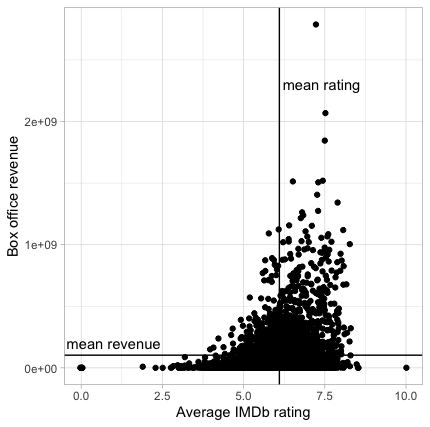 mean rating
2e+09
Box office revenue
1e+09
mean revenue
0e+00
0.0 2.5 5.0 7.5 10.0
Average IMDb rating